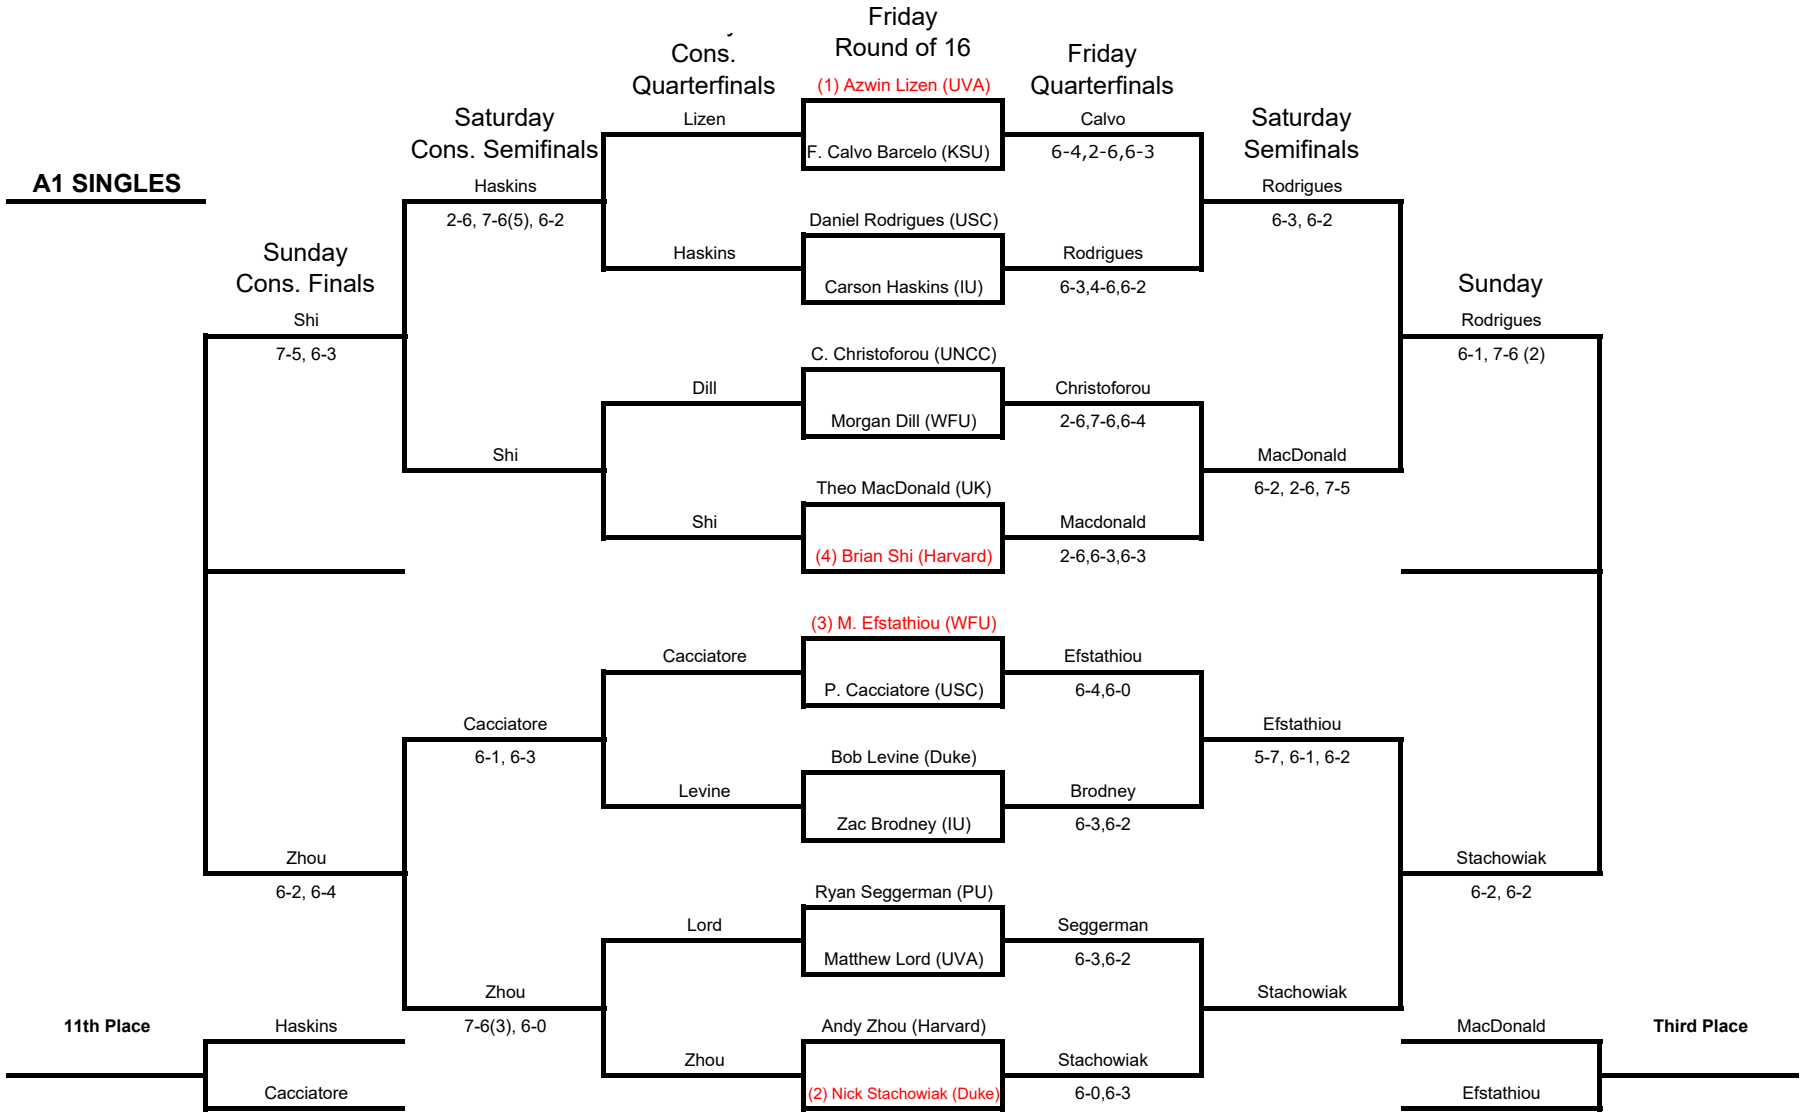 Friday
Round of 16
Cons.
Quarterfinals
Friday
Quarterfinals
(1) Azwin Lizen (UVA)
Saturday
Cons. Semifinals
Lizen
Calvo
Saturday
Semifinals
F. Calvo Barcelo (KSU)
6-4,2-6,6-3
A1 SINGLES
Haskins
Rodrigues
2-6, 7-6(5), 6-2
Daniel Rodrigues (USC)
6-3, 6-2
Sunday
Cons. Finals
Haskins
Rodrigues
Sunday
Carson Haskins (IU)
6-3,4-6,6-2
Shi
Rodrigues
7-5, 6-3
C. Christoforou (UNCC)
6-1, 7-6 (2)
Dill
Christoforou
Morgan Dill (WFU)
2-6,7-6,6-4
Shi
MacDonald
Theo MacDonald (UK)
6-2, 2-6, 7-5
Shi
Macdonald
(4) Brian Shi (Harvard)
2-6,6-3,6-3
(3) M. Efstathiou (WFU)
Cacciatore
Efstathiou
P. Cacciatore (USC)
6-4,6-0
Cacciatore
Efstathiou
6-1, 6-3
Bob Levine (Duke)
5-7, 6-1, 6-2
Levine
Brodney
Zac Brodney (IU)
6-3,6-2
Zhou
Stachowiak
6-2, 6-4
Ryan Seggerman (PU)
6-2, 6-2
Lord
Seggerman
Matthew Lord (UVA)
6-3,6-2
Zhou
Stachowiak
11th Place
Haskins
7-6(3), 6-0
Andy Zhou (Harvard)
MacDonald
Third Place
Zhou
Stachowiak
Cacciatore
(2) Nick Stachowiak (Duke)
6-0,6-3
Efstathiou